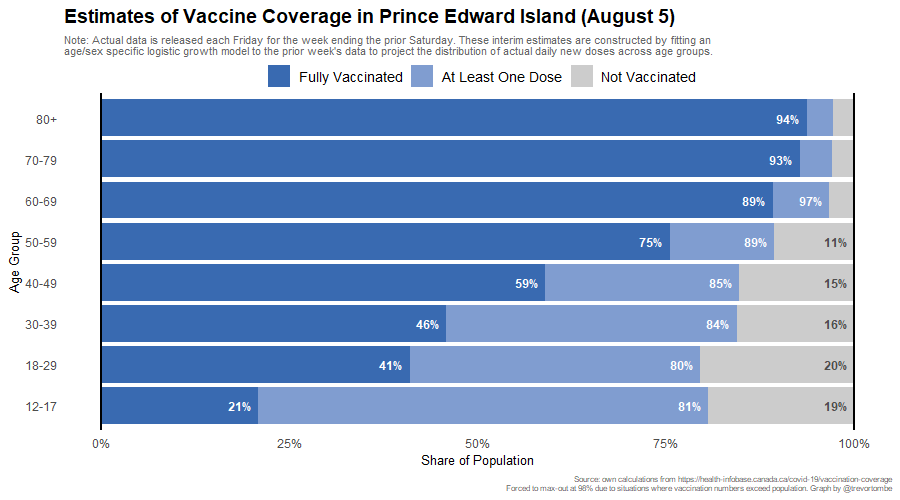 Estimates of Vaccine Coverage in Prince Edward Island (August 5)
Note: Actual data is released each Friday for the week ending the prior Saturday. These interim estimates are constructed by fitting an
age/sex specific logistic growth model to the prior week's data to project the distribution of actual daily new doses across age groups.
Fully Vaccinated At Least One Dose Not Vaccinated
Age Group
80+ 94%
70-79 93%
60-69 89% 97%
50-59 75% 89% 11%
40-49 59% 85% 15%
30-39 46% 84% 16%
18-29 41% 80% 20%
12-17 21% 81% 19%
0% 25% 50% 75% 100%
Share of Population
Source: own calculations from https://health-infobase.canada.ca/covid-19/vaccination-coverage
Forced to max-out at 98% due to situations where vaccination numbers exceed population. Graph by @trevortombe